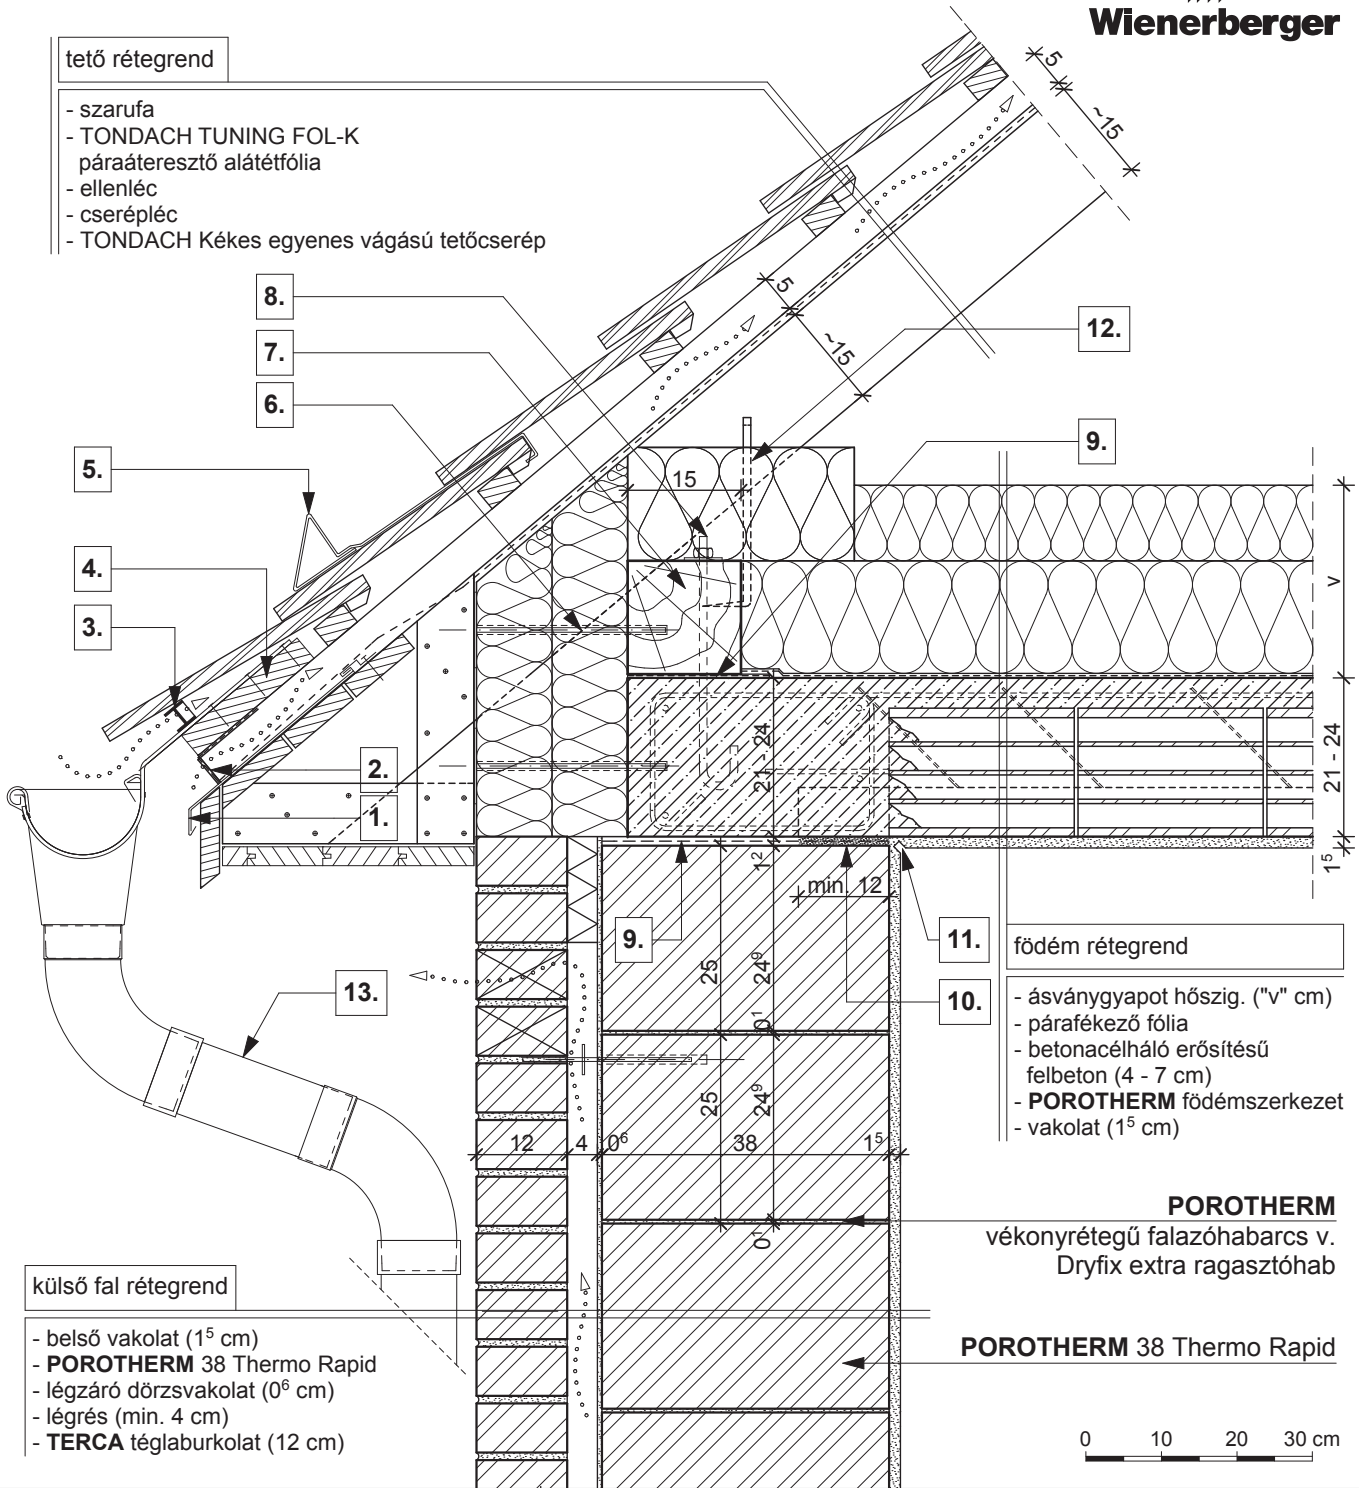 Wienerberger
tető rétegrend
- szarufa
- TONDACH TUNING FOL-K
páraáteresztő alátétfólia
- ellenléc
- cserépléc
- TONDACH Kékes egyenes vágású tetőcserép
5
~15
8.
7.
6.
5
~15
12.
5.
9.
15
4.
3.
v
2.
1.
21 - 24
21 - 24
1²
1⁵
min. 12
9.
11.
10.
13.
25
24⁹
0¹
25
24⁹
0¹
12
4
0⁶
38
1⁵
födém rétegrend
- ásványgyapot hőszig. ("v" cm)
- párafékező fólia
- betonacélháló erősítésű
felbeton (4 - 7 cm)
- POROTHERM födémszerkezet
- vakolat (1⁵ cm)
POROTHERM
vékonyrétegű falazóhabarcs v.
Dryfix extra ragasztóhab
POROTHERM 38 Thermo Rapid
külső fal rétegrend
- belső vakolat (1⁵ cm)
- POROTHERM 38 Thermo Rapid
- légzáró dörzsvakolat (0⁶ cm)
- légrés (min. 4 cm)
- TERCA téglaburkolat (12 cm)
0 10 20 30 cm